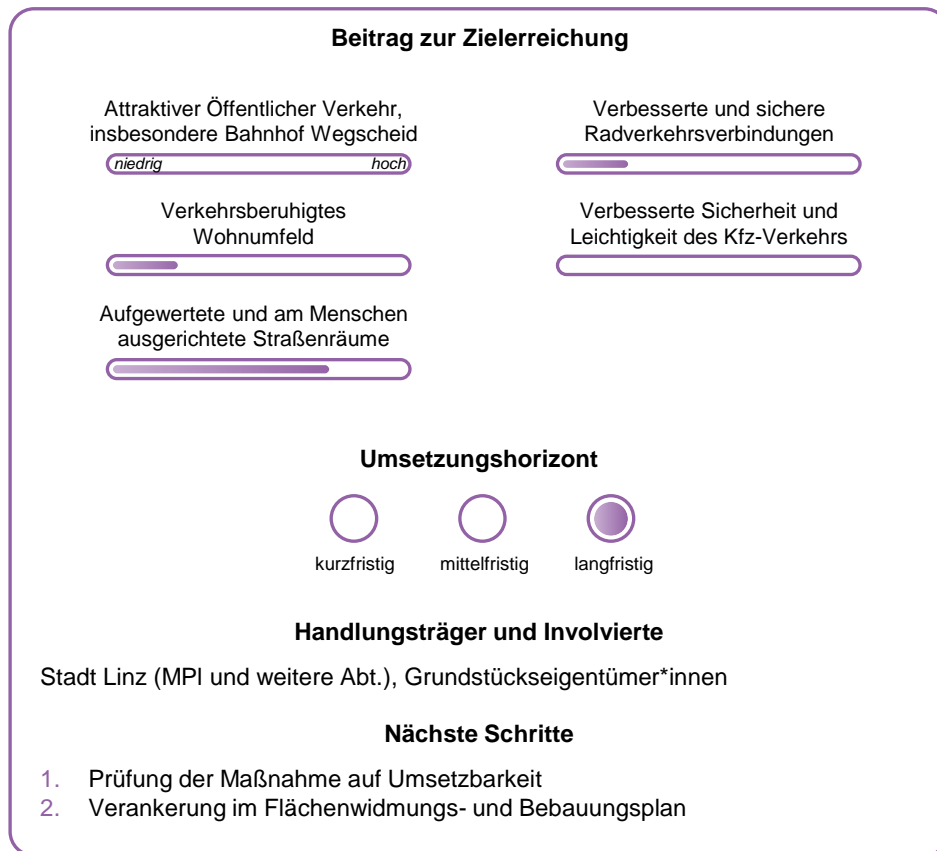 Beitrag zur Zielerreichung
Attraktiver Öffentlicher Verkehr,
insbesondere Bahnhof Wegscheid
niedrig hoch
Verbesserte und sichere
Radverkehrsverbindungen
Verkehrsberuhigtes
Wohnumfeld
Verbesserte Sicherheit und
Leichtigkeit des Kfz-Verkehrs
Aufgewertete und am Menschen
ausgerichtete Straßenräume
Umsetzungshorizont
kurzfristig mittelfristig langfristig
Handlungsträger und Involvierte
Stadt Linz (MPI und weitere Abt.), Grundstückseigentümer*innen
Nächste Schritte
1. Prüfung der Maßnahme auf Umsetzbarkeit
2. Verankerung im Flächenwidmungs- und Bebauungsplan